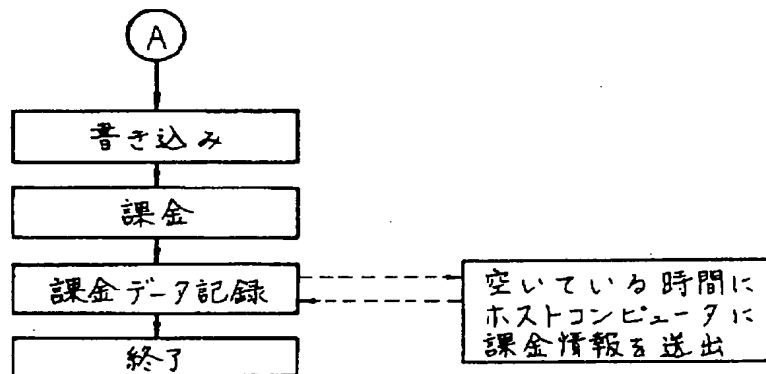 A
書き込み
課金
課金データ記録
空いている時間に
ホストコンピュータに
課金情報を送出
終了